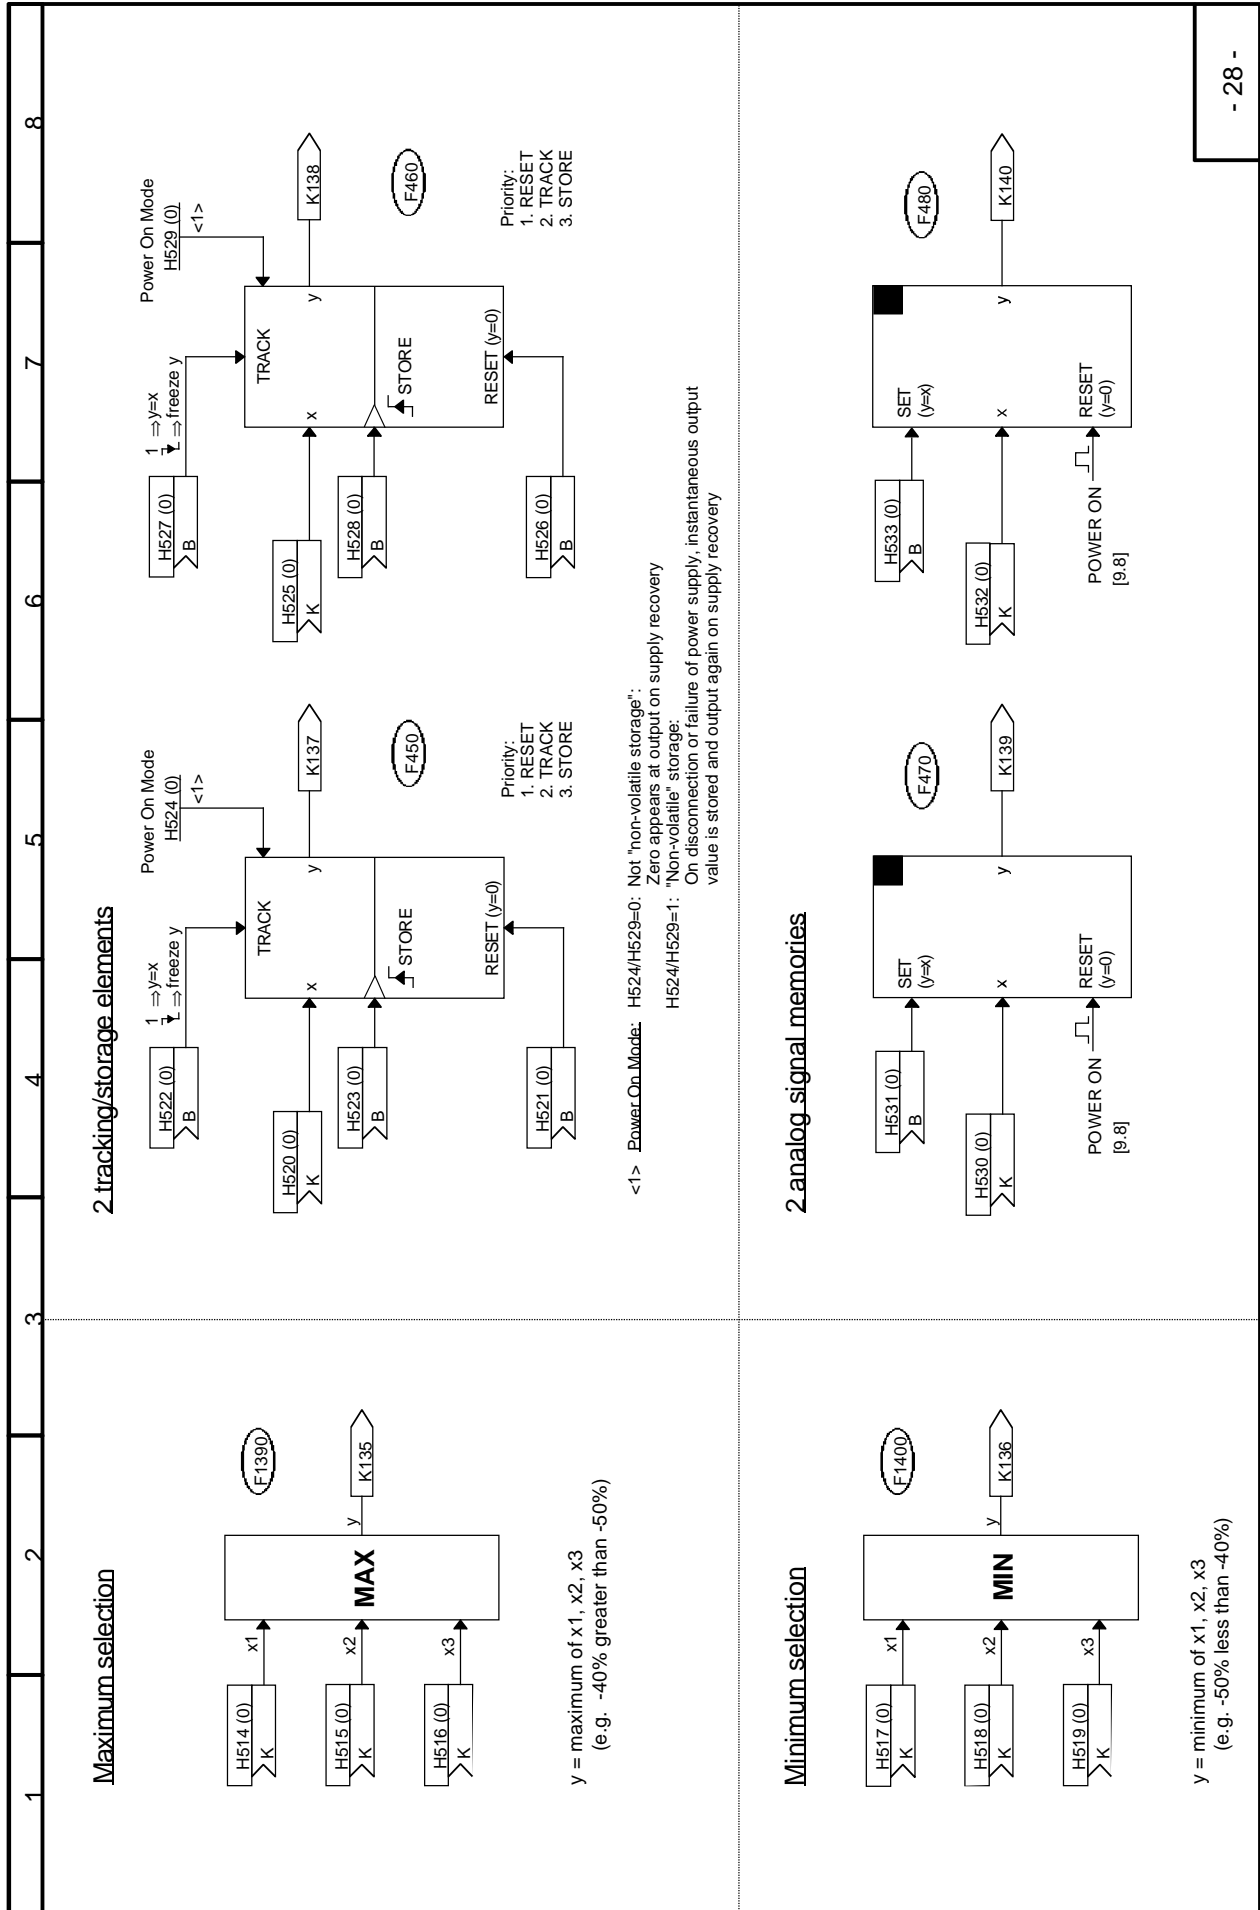 1 2 3 4 5 6 7 8
Maximum selection
H514 (0)
K
x1
H515 (0)
K
x2
H516 (0)
K
x3
MAX
y
K135
F1390
y = maximum of x1, x2, x3
(e.g. -40% greater than -50%)
2 tracking/storage elements
H522 (0)
B
1 ⇒y=x
⇒freeze y
Power On Mode
H524 (0)
<1>
H520 (0)
K
x
TRACK
y
K137
H523 (0)
B
STORE
F450
H521 (0)
B
RESET (y=0)
Priority:
1. RESET
2. TRACK
3. STORE
H527 (0)
B
1 ⇒y=x
⇒freeze y
Power On Mode
H529 (0)
<1>
H525 (0)
K
x
TRACK
y
K138
H528 (0)
B
STORE
F460
H526 (0)
B
RESET (y=0)
Priority:
1. RESET
2. TRACK
3. STORE
<1> Power On Mode: H524/H529=0: Not "non-volatile storage":
Zero appears at output on supply recovery
H524/H529=1: "Non-volatile" storage:
On disconnection or failure of power supply, instantaneous output
value is stored and output again on supply recovery
Minimum selection
H517 (0)
K
x1
H518 (0)
K
x2
H519 (0)
K
x3
MIN
y
K136
F1400
y = minimum of x1, x2, x3
(e.g. -50% less than -40%)
2 analog signal memories
H531 (0)
B
SET
(y=x)
F470
H530 (0)
K
x
y
K139
POWER ON
[9.8]
RESET
(y=0)
H533 (0)
B
SET
(y=x)
F480
H532 (0)
K
x
y
K140
POWER ON
[9.8]
RESET
(y=0)
- 28 -